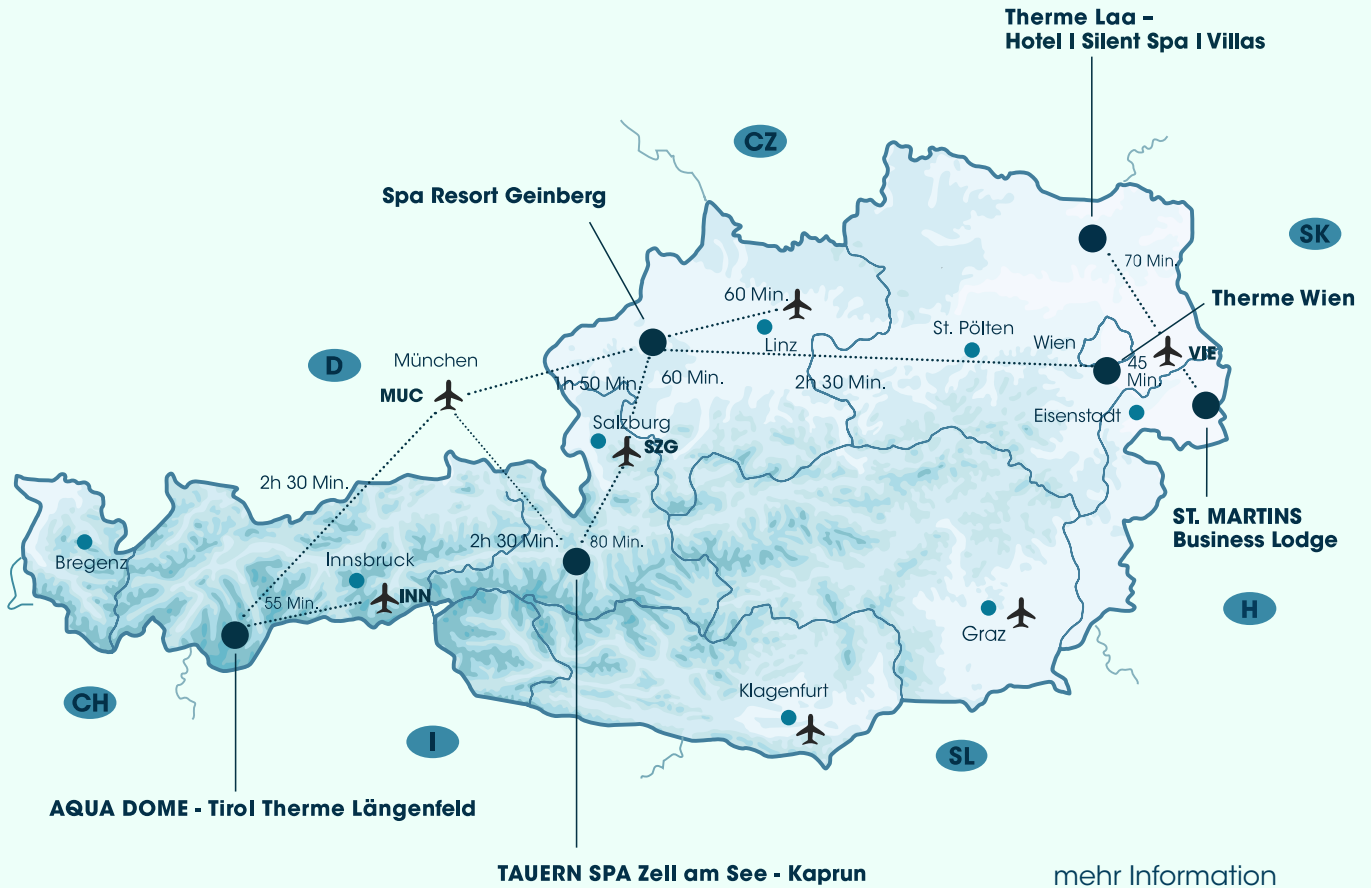 Therme Laa –
Hotel I Silent Spa I Villas
CZ
Spa Resort Geinberg
SK
70 Min.
60 Min.
Therme Wien
Linz
St. Pölten
Wien
D
München
MUC
1h 50 Min.
60 Min.
2h 30 Min.
45
Min.
VIE
Eisenstadt
Salzburg
SZG
2h 30 Min.
ST. MARTINS
Business Lodge
2h 30 Min.
80 Min.
Bregenz
Innsbruck
INN
55 Min.
H
Graz
CH
Klagenfurt
I
SL
AQUA DOME - Tirol Therme Längenfeld
TAUERN SPA Zell am See - Kaprun
mehr Information